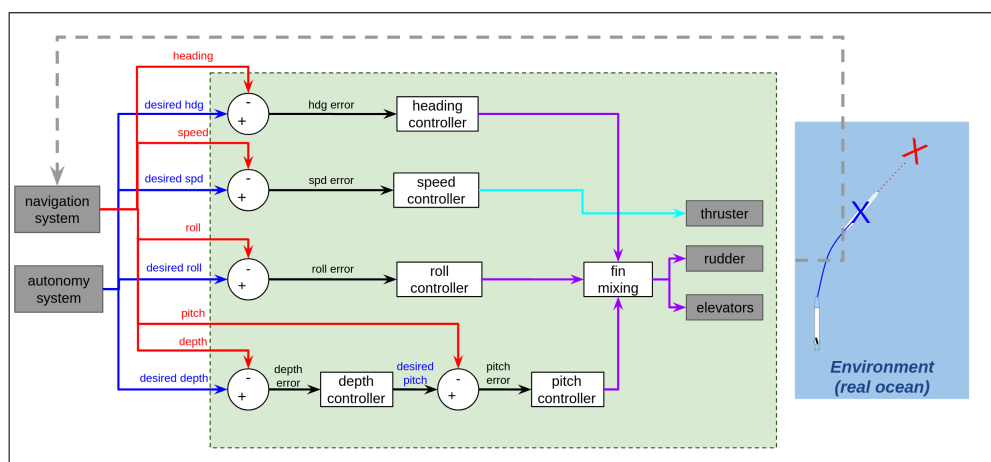 heading
desired hdg
-
+
hdg error
heading
controller
speed
desired spd
-
+
spd error
speed
controller
navigation
system
thruster
roll
desired roll
-
+
roll error
roll
controller
fin
mixing
rudder
elevators
autonomy
system
pitch
depth
desired depth
-
+
depth
error
depth
controller
desired
pitch
-
+
pitch
error
pitch
controller
X
X
Environment
(real ocean)